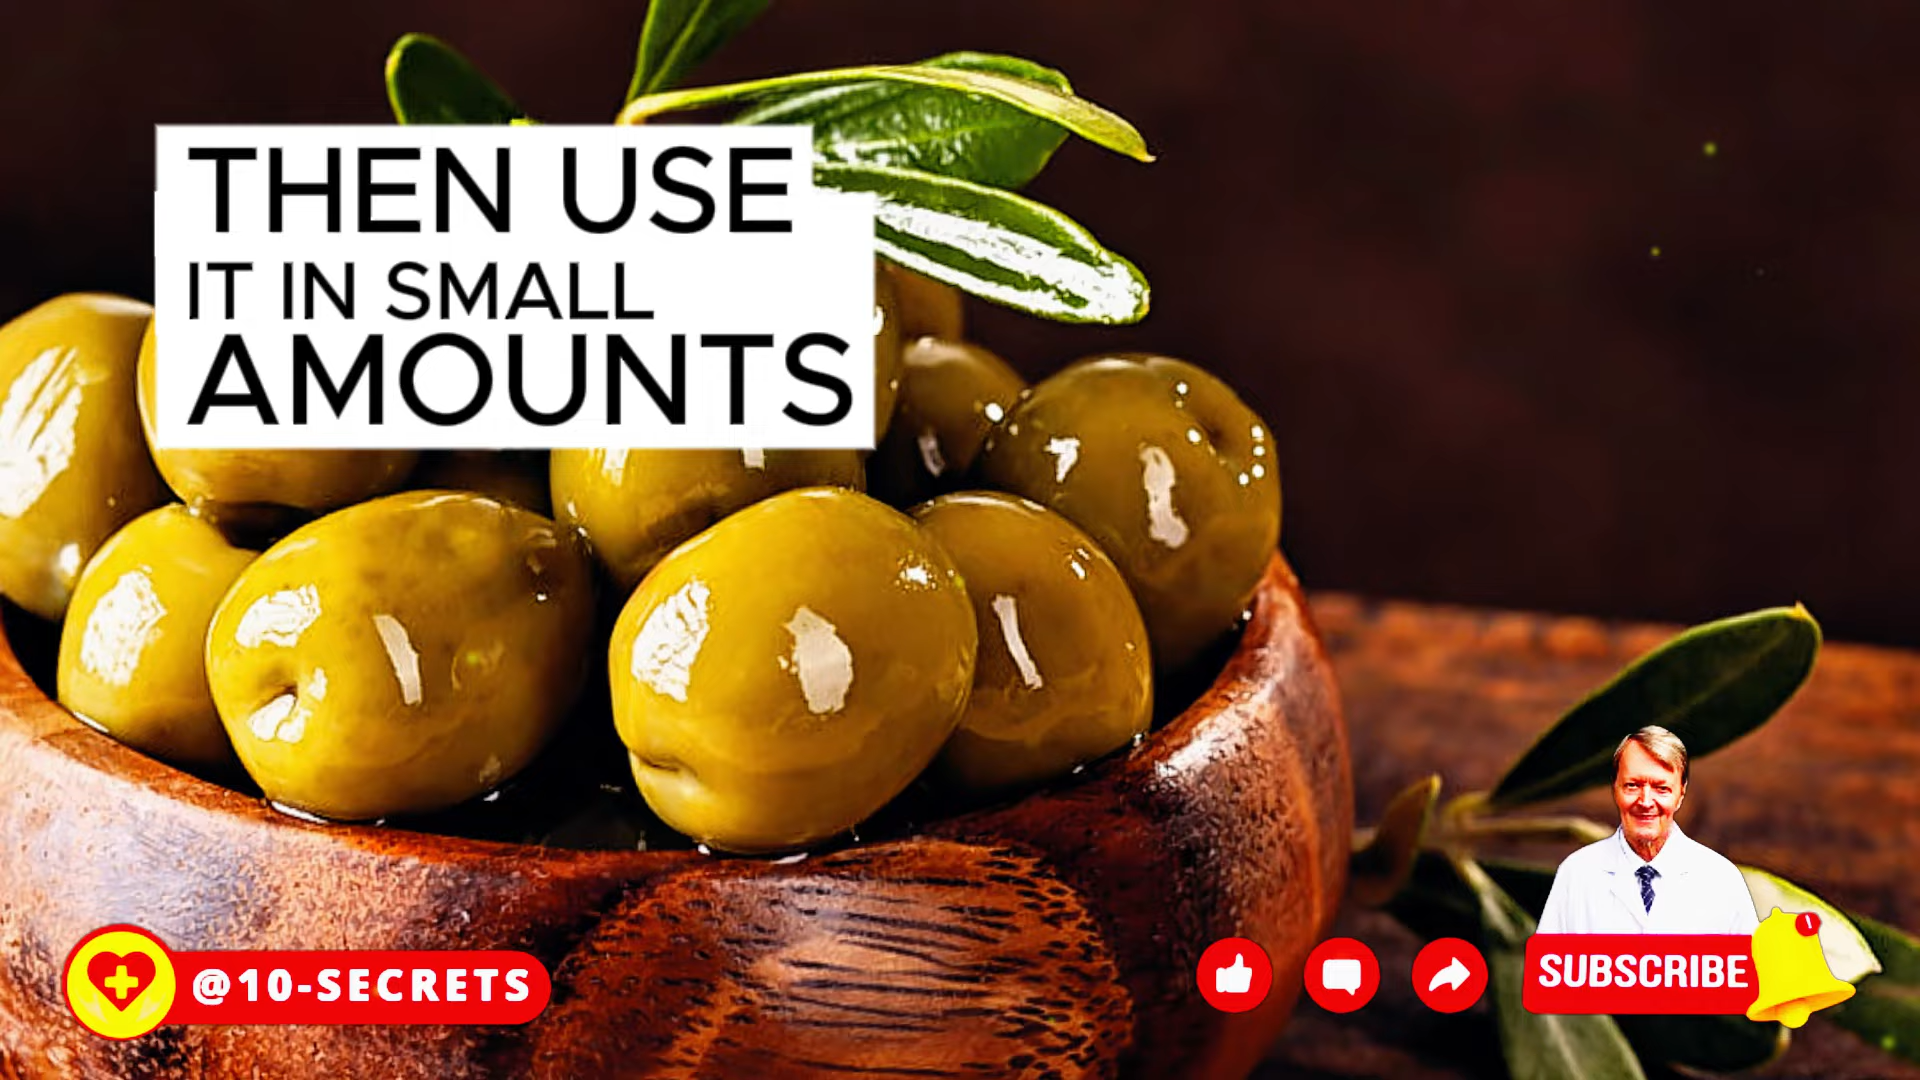 THEN USE
IT IN SMALL
AMOUNTS
@10-SECRETS
SUBSCRIBE